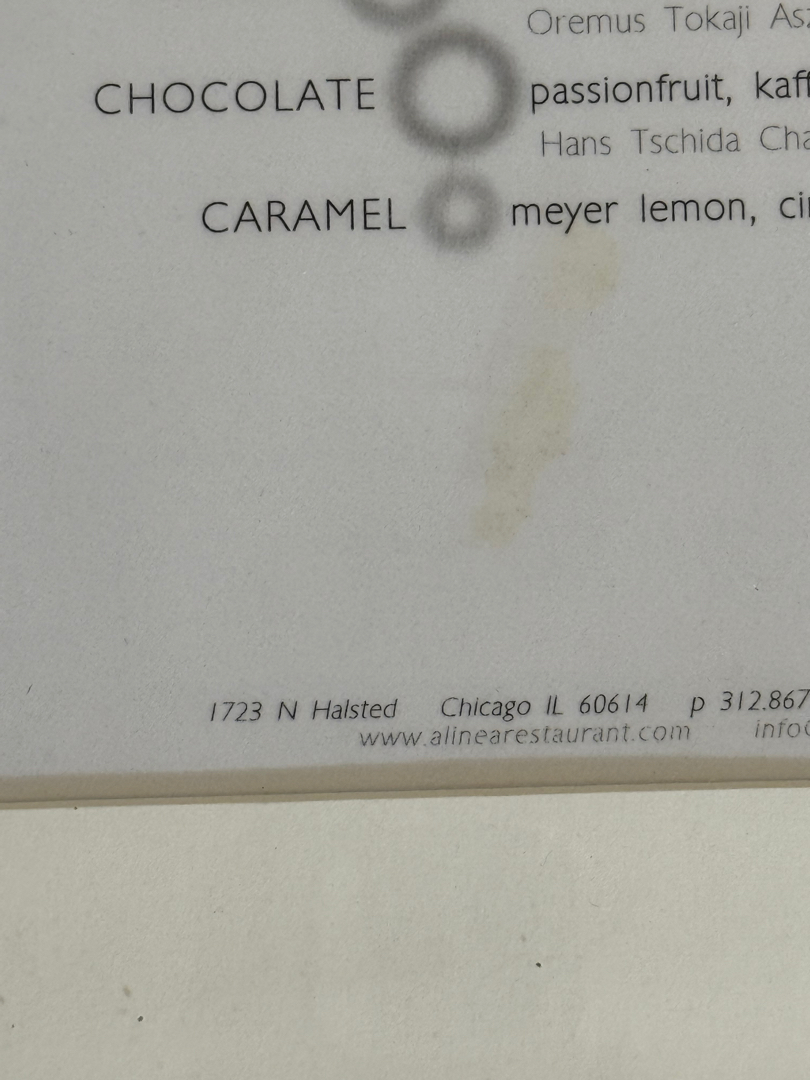 Oremus Tokaji
CHOCOLATE passionfruit,
Hans Tschida
CARAMEL meyer lemon,
1723 N Halsted Chicago IL 60614 p 312.867
www.alinearestaurant.com